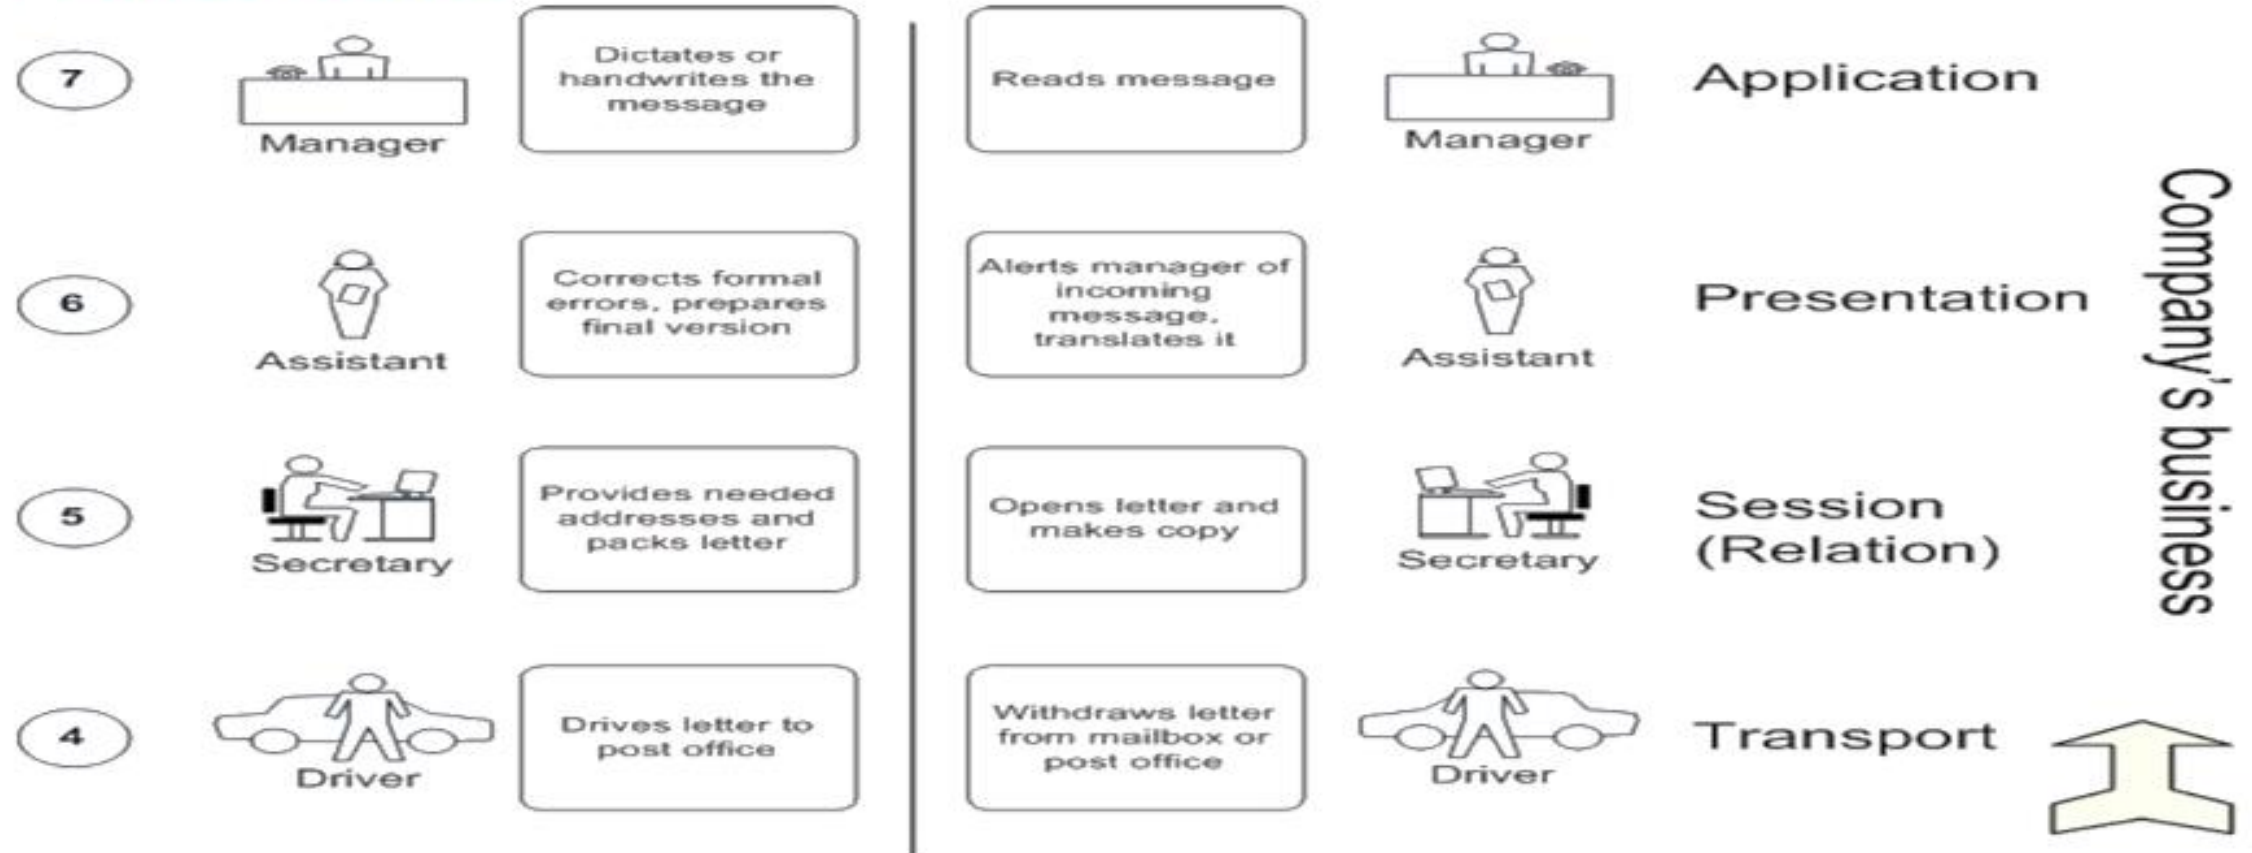 7
Manager
Dictates or
handwrites the
message
Reads message
Manager
Application
6
Assistant
Corrects formal
errors, prepares
final version
Alerts manager of
incoming
message,
translates it
Assistant
Presentation
5
Secretary
Provides needed
addresses and
packs letter
Opens letter and
makes copy
Secretary
Session
(Relation)
4
Driver
Drives letter to
post office
Withdraws letter
from mailbox or
post office
Driver
Transport
Company's business